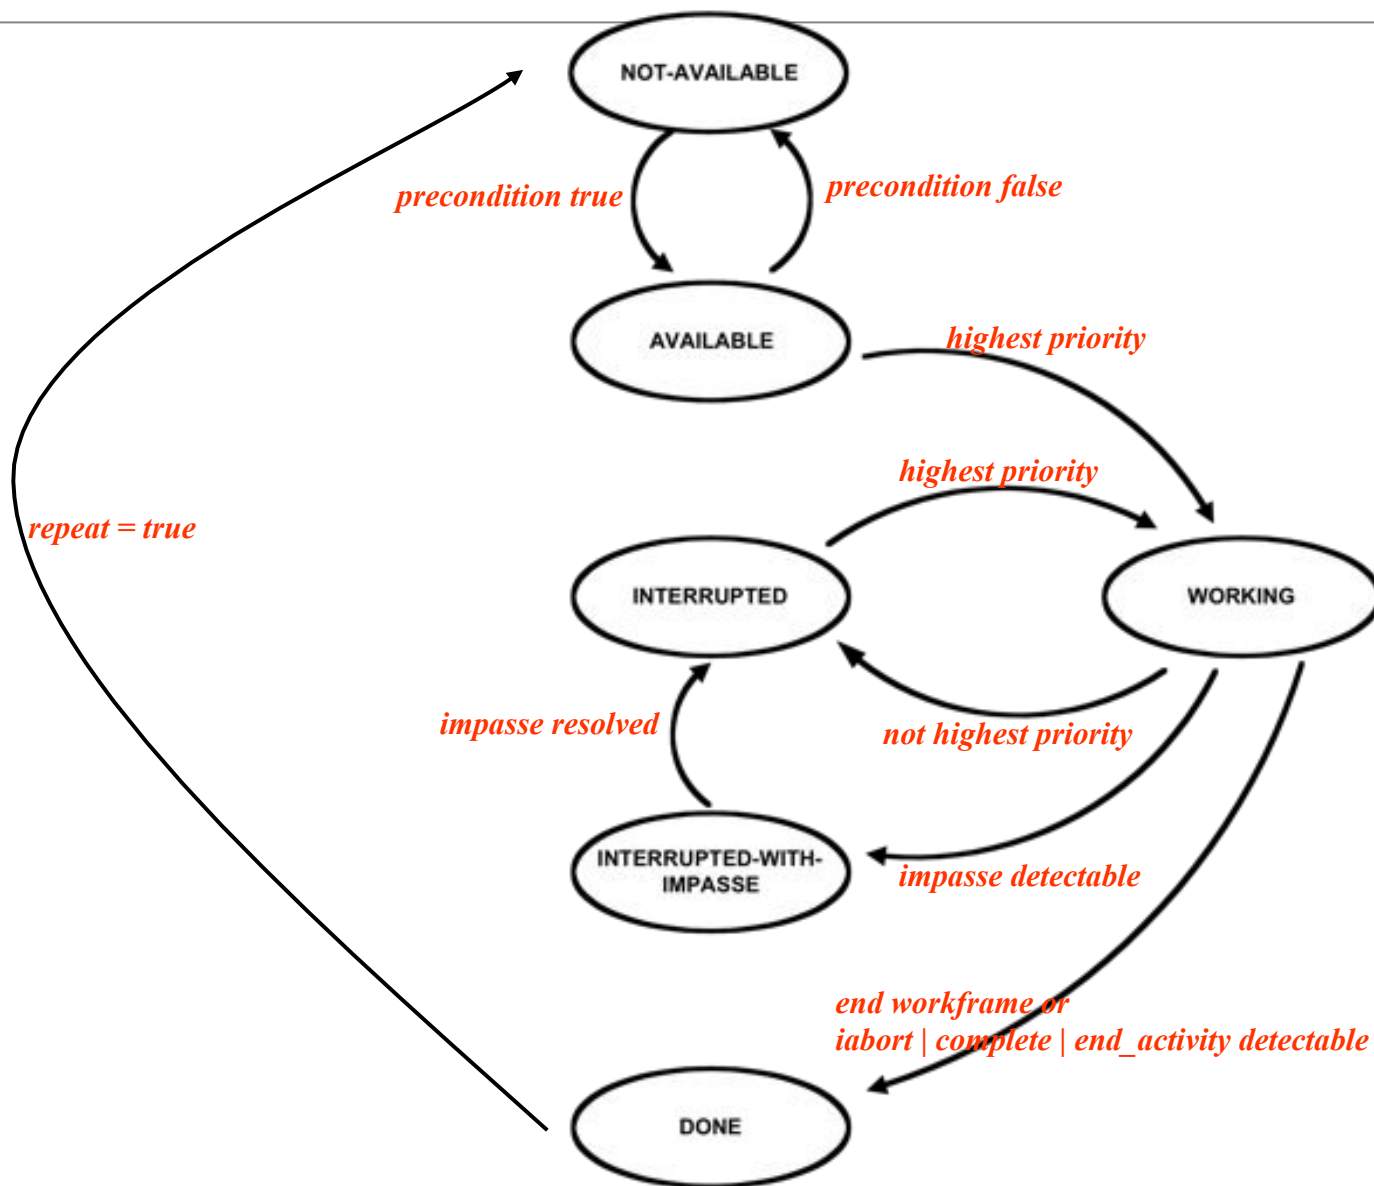 NOT-AVAILABLE
precondition true
precondition false
AVAILABLE
highest priority
highest priority
repeat = true
INTERRUPTED
WORKING
impasse resolved
not highest priority
INTERRUPTED-WITH-
IMPASSE
impasse detectable
end workframe or
iabort | complete | end_activity detectable
DONE